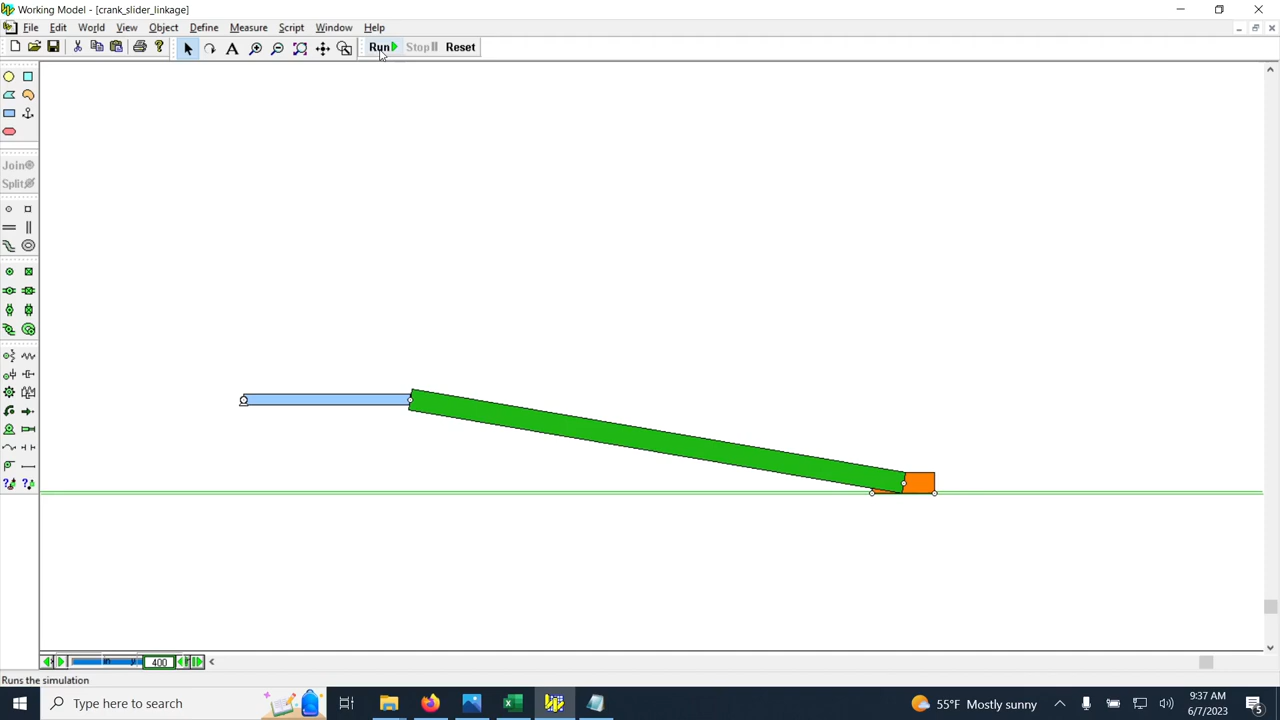 Working Model - [crank_slider_linkage]
File Edit World View Object Define Measure Script Window Help
A Run Stop Reset
Join
Split
400
Runs the simulation
Type here to search
55°F Mostly sunny
9:37 AM
6/7/2023
5